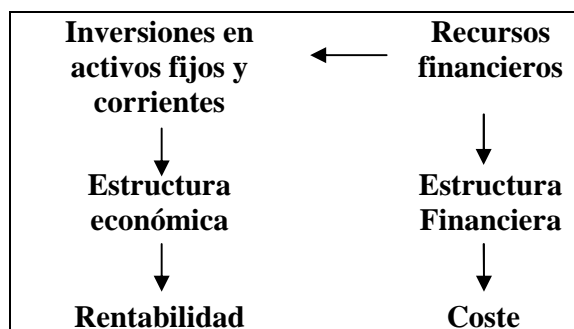 Inversiones en
activos fijos y
corrientes
Recursos
financieros
Estructura
económica
Estructura
Financiera
Rentabilidad
Coste